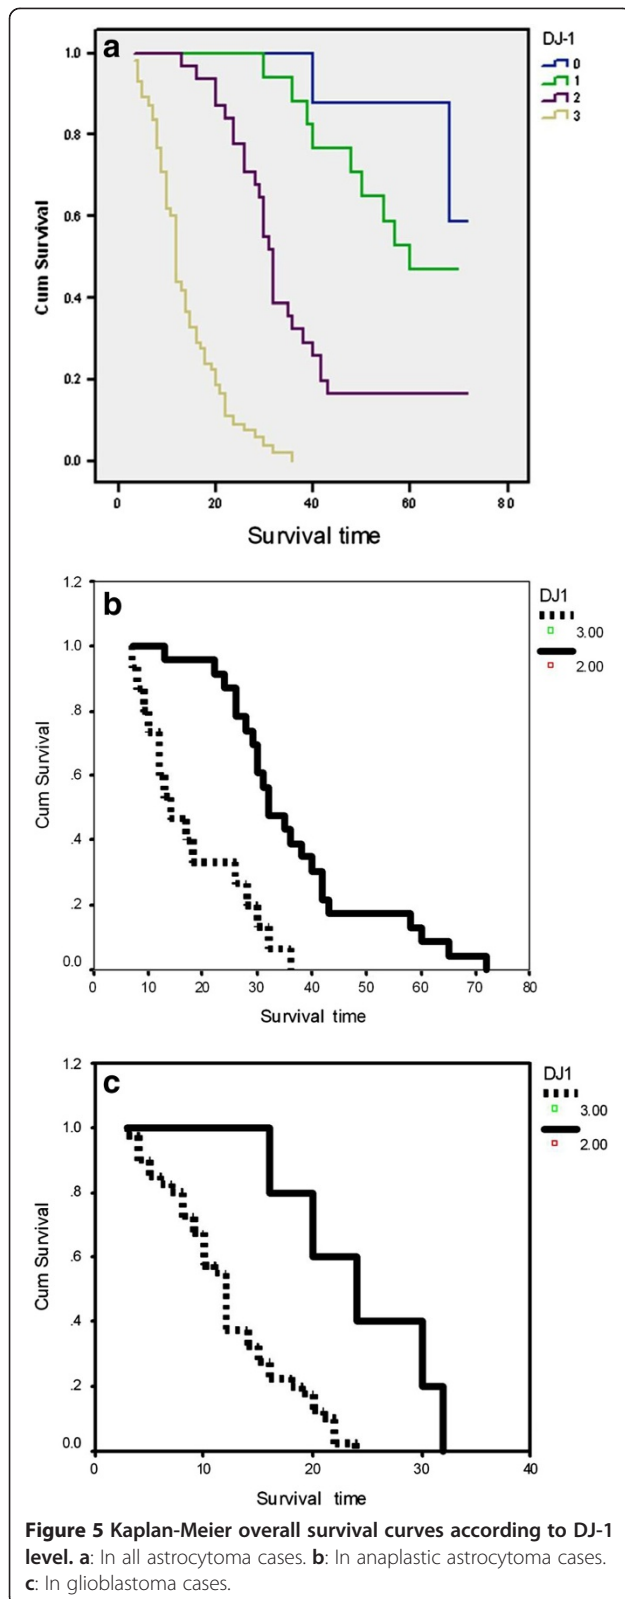 a
DJ-1
0
1
2
3
1.0
0.8
0.6
0.4
0.2
0.0
Cum Survival
0 20 40 60 80
Survival time
b
DJ1
3.00
2.00
1.2
1.0
.8
.6
.4
.2
0.0
Cum Survival
0 10 20 30 40 50 60 70 80
Survival time
c
DJ1
3.00
2.00
1.2
1.0
.8
.6
.4
.2
0.0
Cum Survival
0 10 20 30 40
Survival time
Figure 5 Kaplan-Meier overall survival curves according to DJ-1
level. a: In all astrocytoma cases. b: In anaplastic astrocytoma cases.
c: In glioblastoma cases.